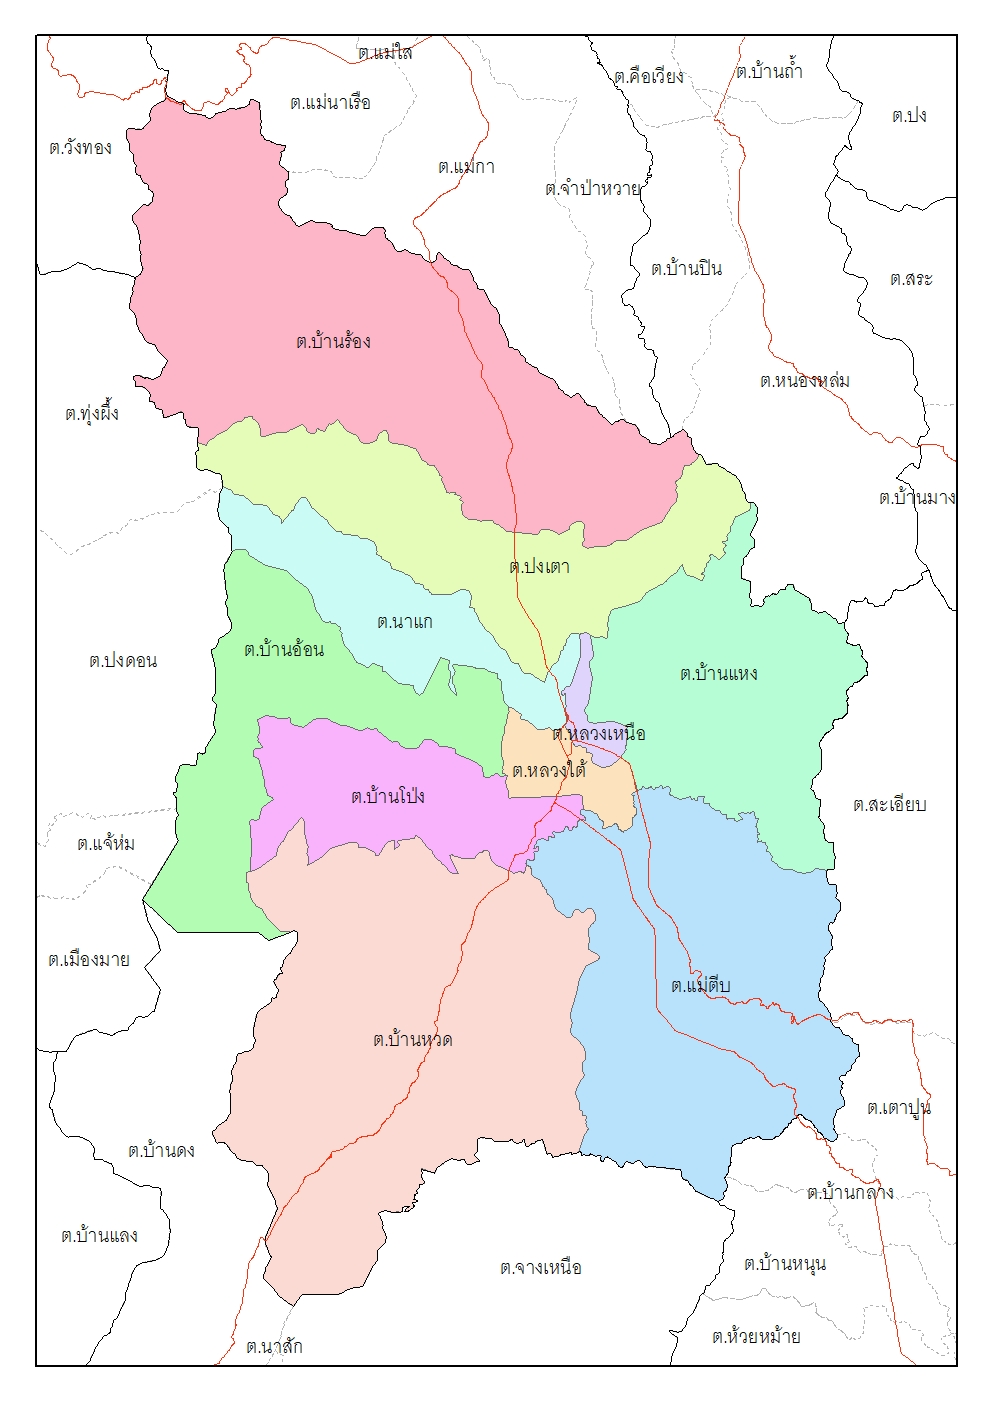 ต.แม่ใส
ต.คือเวียง
ต.บ้านถ้ำ
ต.แม่นาเรือ
ต.ปง
ต.วังทอง
ต.แม่กา
ต.จำป่าหวาย
ต.บ้านปิน
ต.สระ
ต.บ้านร้อง
ต.หนองหล่ม
ต.ทุ่งผึ้ง
ต.บ้านมาง
ต.ปงเตา
ต.นาแก
ต.บ้านอ้อน
ต.ปงดอน
ต.บ้านแหง
ต.หลวงเหนือ
ต.หลวงใต้
ต.บ้านโป่ง
ต.สะเอียบ
ต.แจ้ห่ม
ต.เมืองมาย
ต.แม่ตีบ
ต.บ้านหวด
ต.เตาปูน
ต.บ้านดง
ต.บ้านกลาง
ต.บ้านแลง
ต.จางเหนือ
ต.บ้านหนุน
ต.ห้วยหม้าย
ต.นาสัก